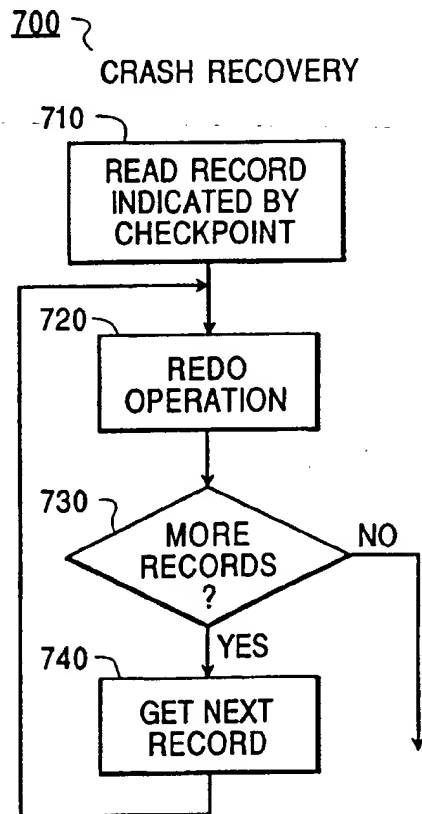 700
CRASH RECOVERY
710
READ RECORD
INDICATED BY
CHECKPOINT
720
REDO
OPERATION
730
MORE
RECORDS
?
NO
YES
740
GET NEXT
RECORD